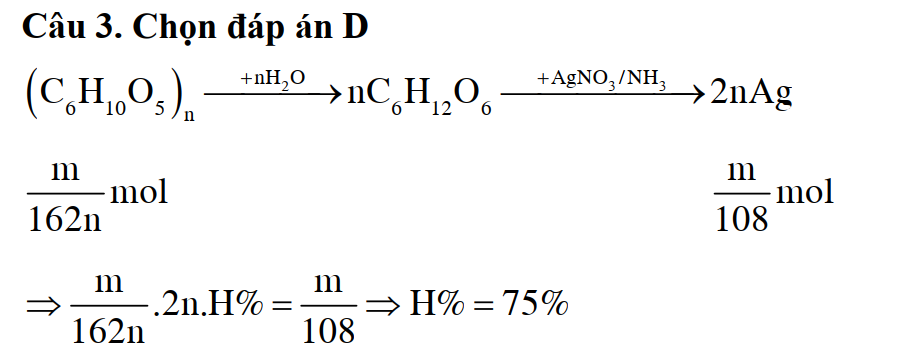 Câu 3. Chọn đáp án D
(C₆H₁₀O₅)ₙ —+nH₂O→ nC₆H₁₂O₆ —+AgNO₃/NH₃→ 2nAg
m/162n mol m/108 mol
⇒ m/162n .2n.H% = m/108 ⇒ H% = 75%